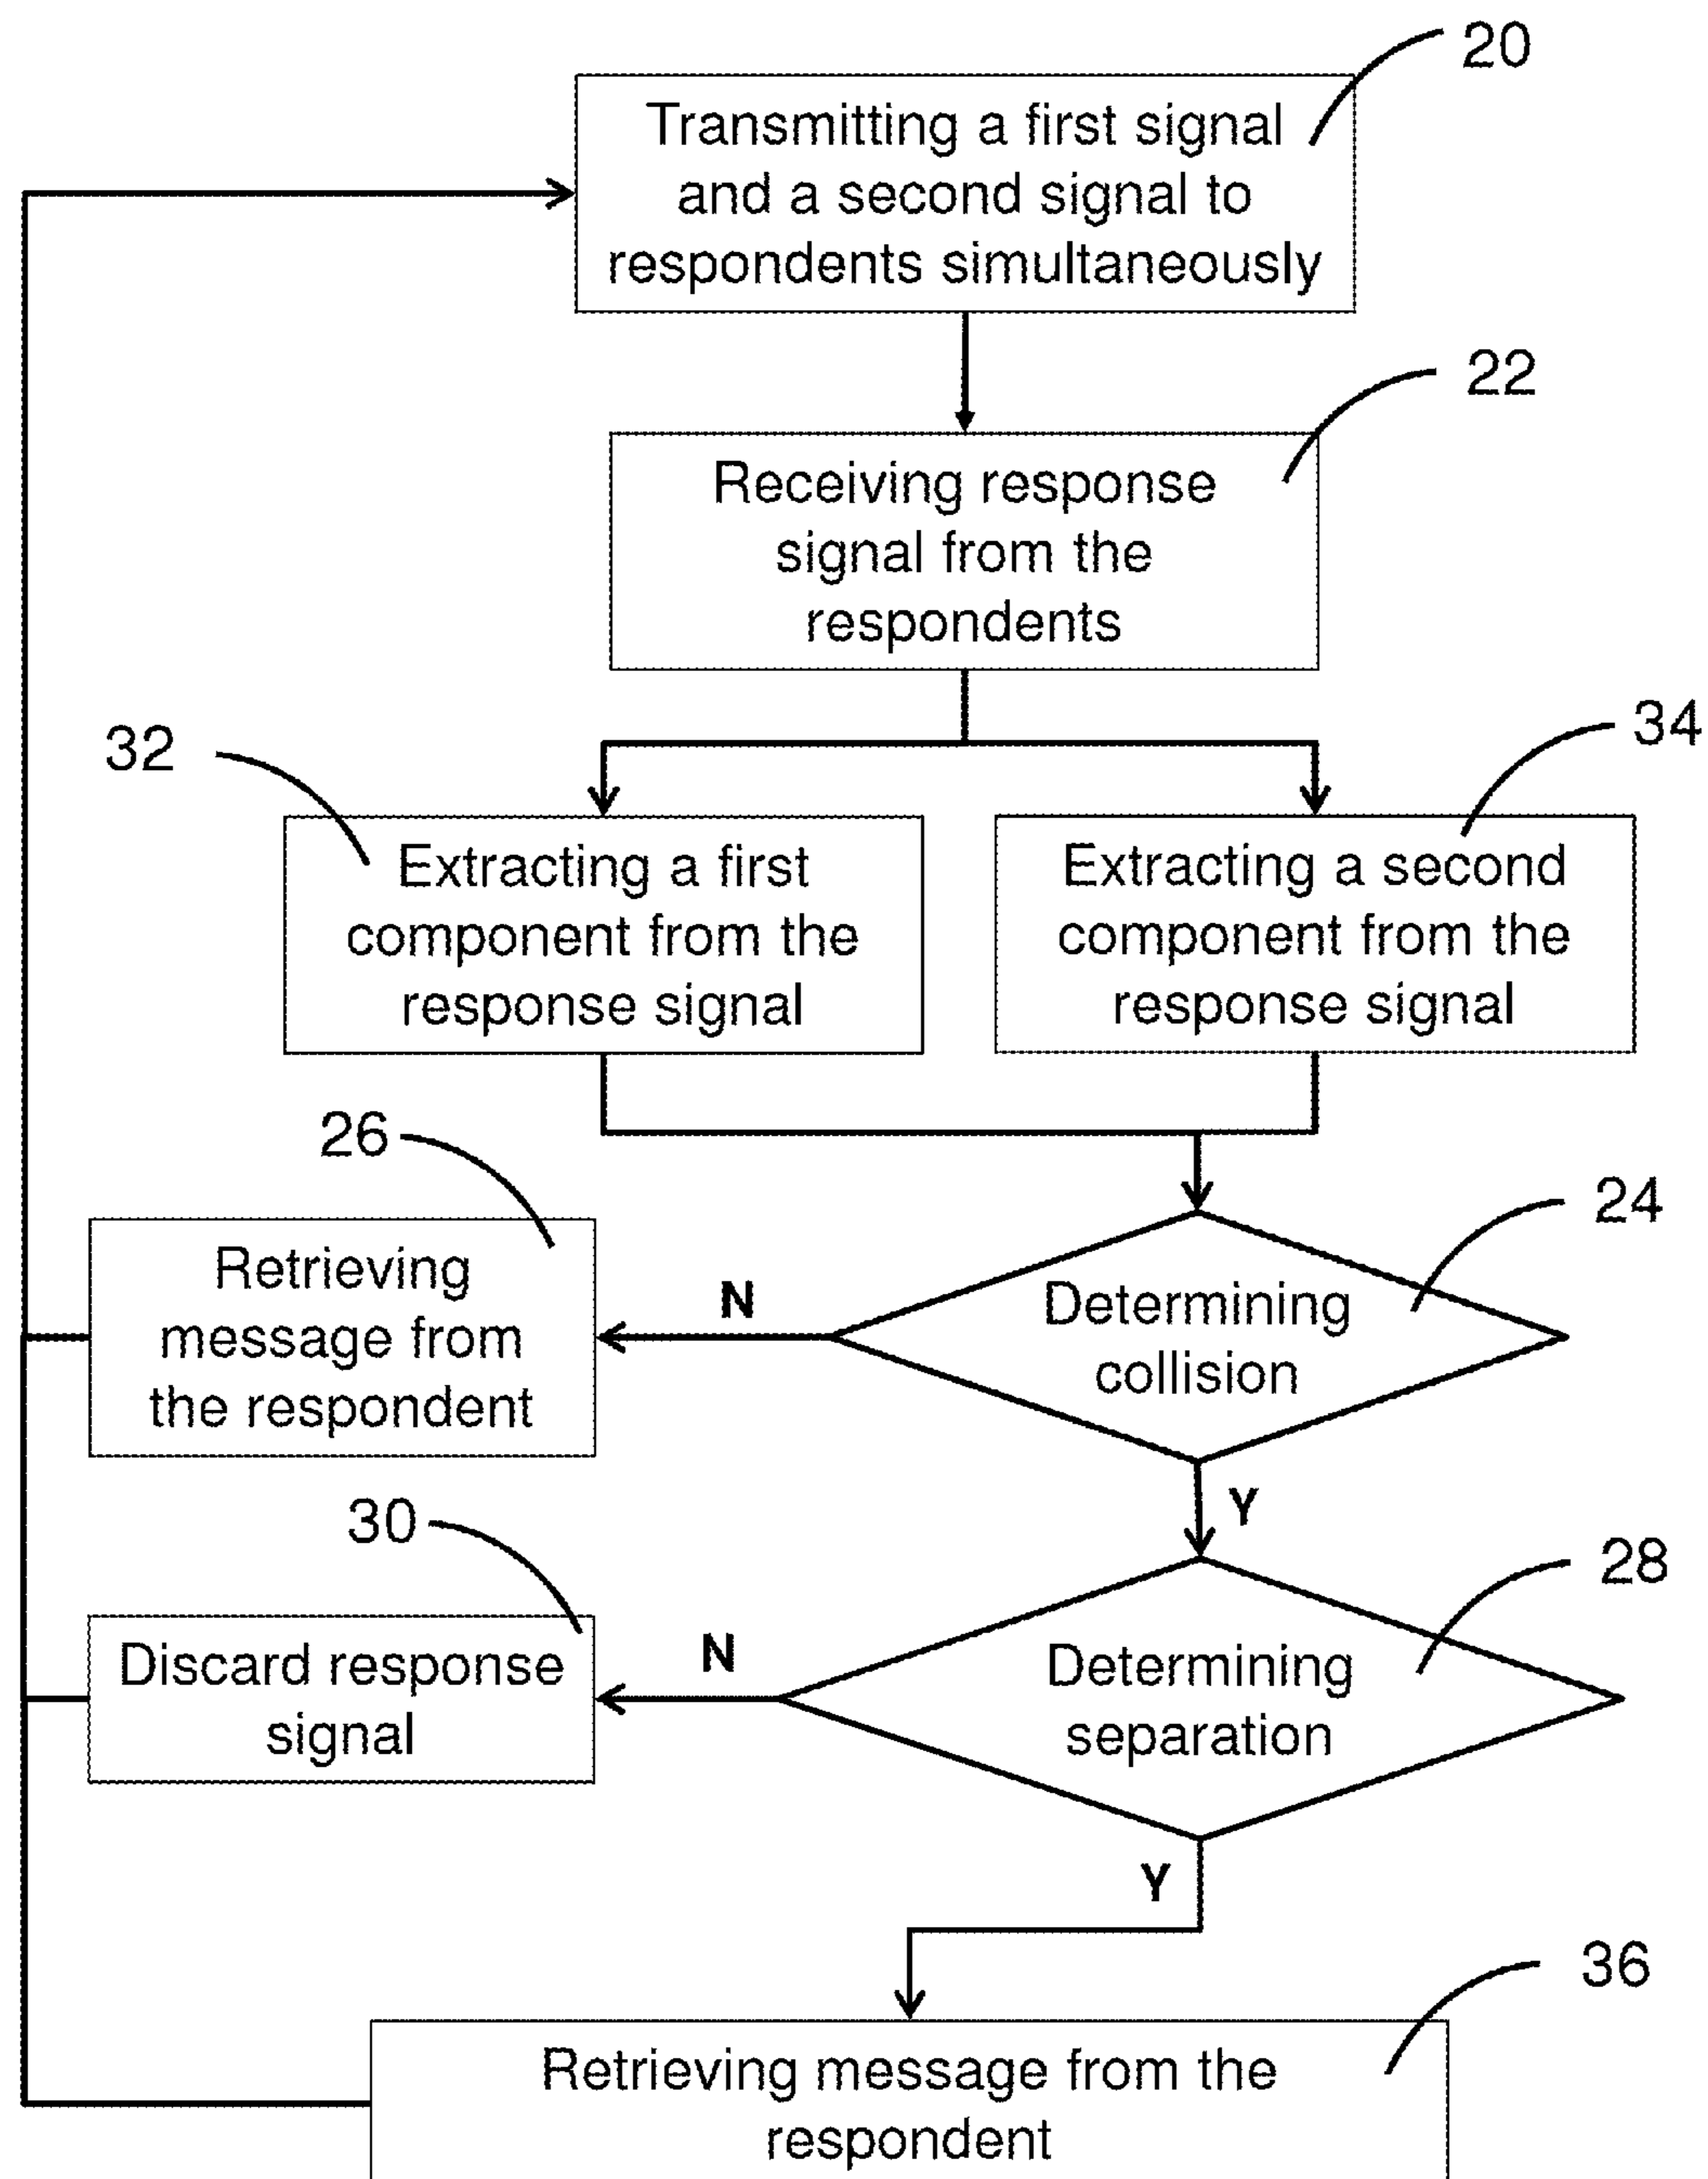 20
Transmitting a first signal
and a second signal to
respondents simultaneously
22
Receiving response
signal from the
respondents
32
34
Extracting a first
component from the
response signal
Extracting a second
component from the
response signal
26
24
Retrieving
message from
the respondent
N
Determining
collision
Y
30
28
Discard response
signal
N
Determining
separation
Y
36
Retrieving message from the
respondent